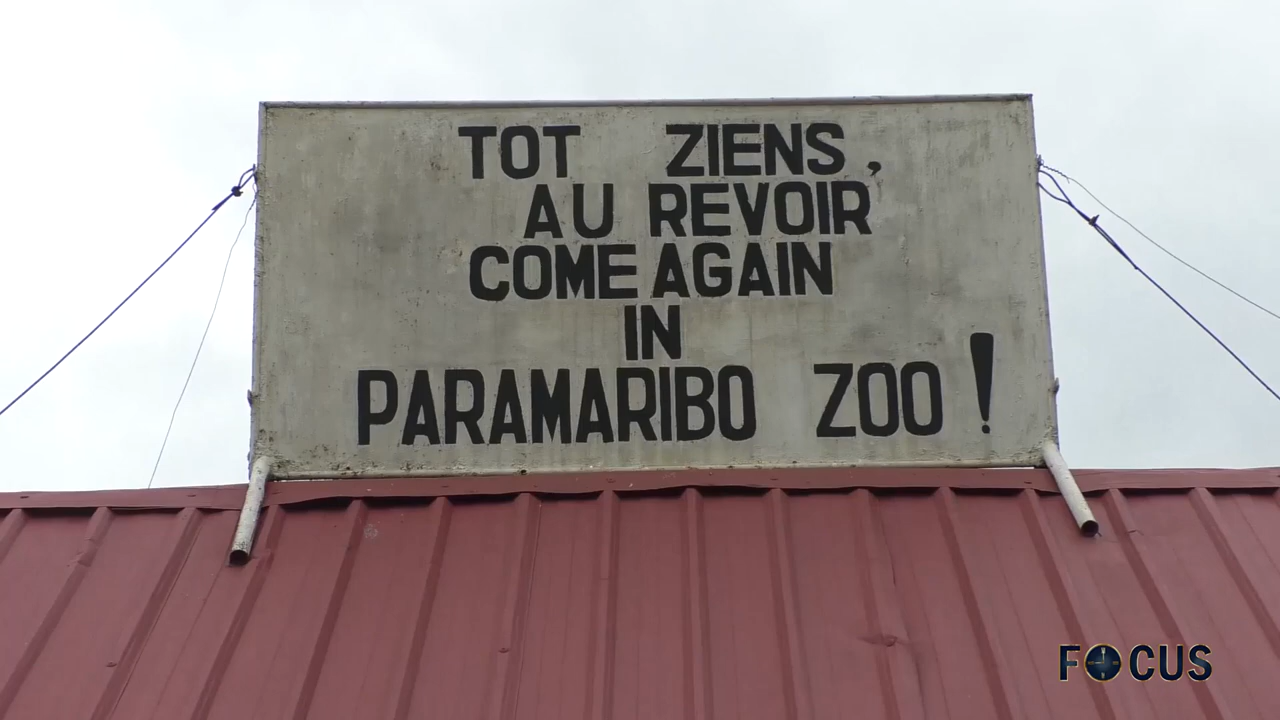 TOT ZIENS,
AU REVOIR
COME AGAIN
IN
PARAMARIBO ZOO!
FOCUS